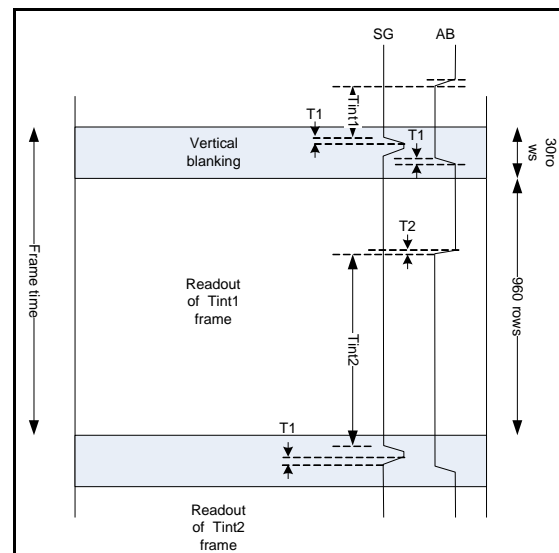 SG
AB
Tint1
T1
T1
Vertical
blanking
30ro
ws
T2
Frame time
Readout
of Tint1
frame
Tint2
960 rows
T1
Readout
of Tint2
frame